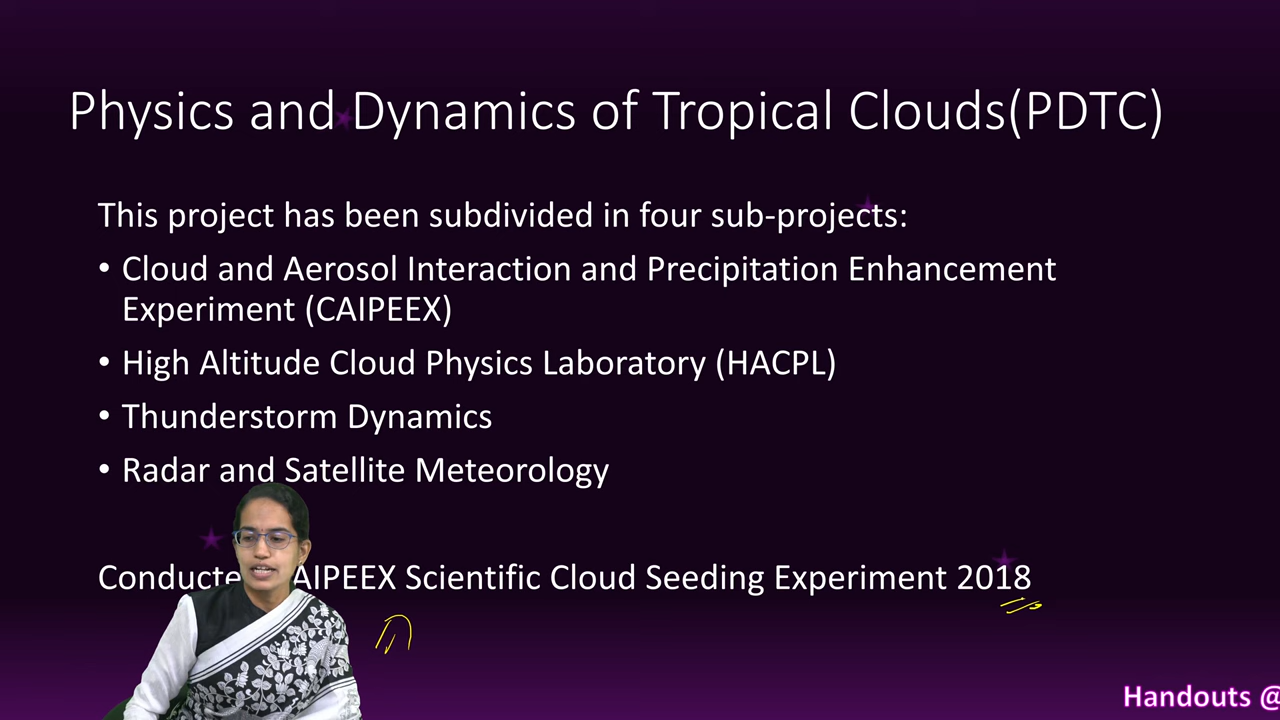 Physics and Dynamics of Tropical Clouds(PDTC)
This project has been subdivided in four sub-projects:
• Cloud and Aerosol Interaction and Precipitation Enhancement
Experiment (CAIPEEX)
• High Altitude Cloud Physics Laboratory (HACPL)
• Thunderstorm Dynamics
• Radar and Satellite Meteorology
Conducte AIPEEX Scientific Cloud Seeding Experiment 2018
Handouts @